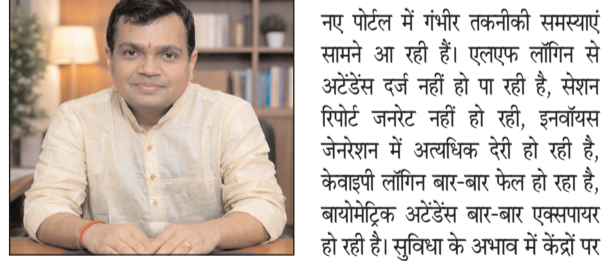 नए पोर्टल में गंभीर तकनीकी समस्याएं
सामने आ रही हैं। एलएफ लॉगिन से
अटेंडेंस दर्ज नहीं हो पा रही है, सेशन
रिपोर्ट जनरेट नहीं हो रही, इनवॉयस
जेनरेशन में अत्यधिक देरी हो रही है,
केवाइपी लॉगिन बार-बार फेल हो रहा है,
बायोमेट्रिक अटेंडेंस बार-बार एक्सपायर
हो रही है। सुविधा के अभाव में केंद्रों पर